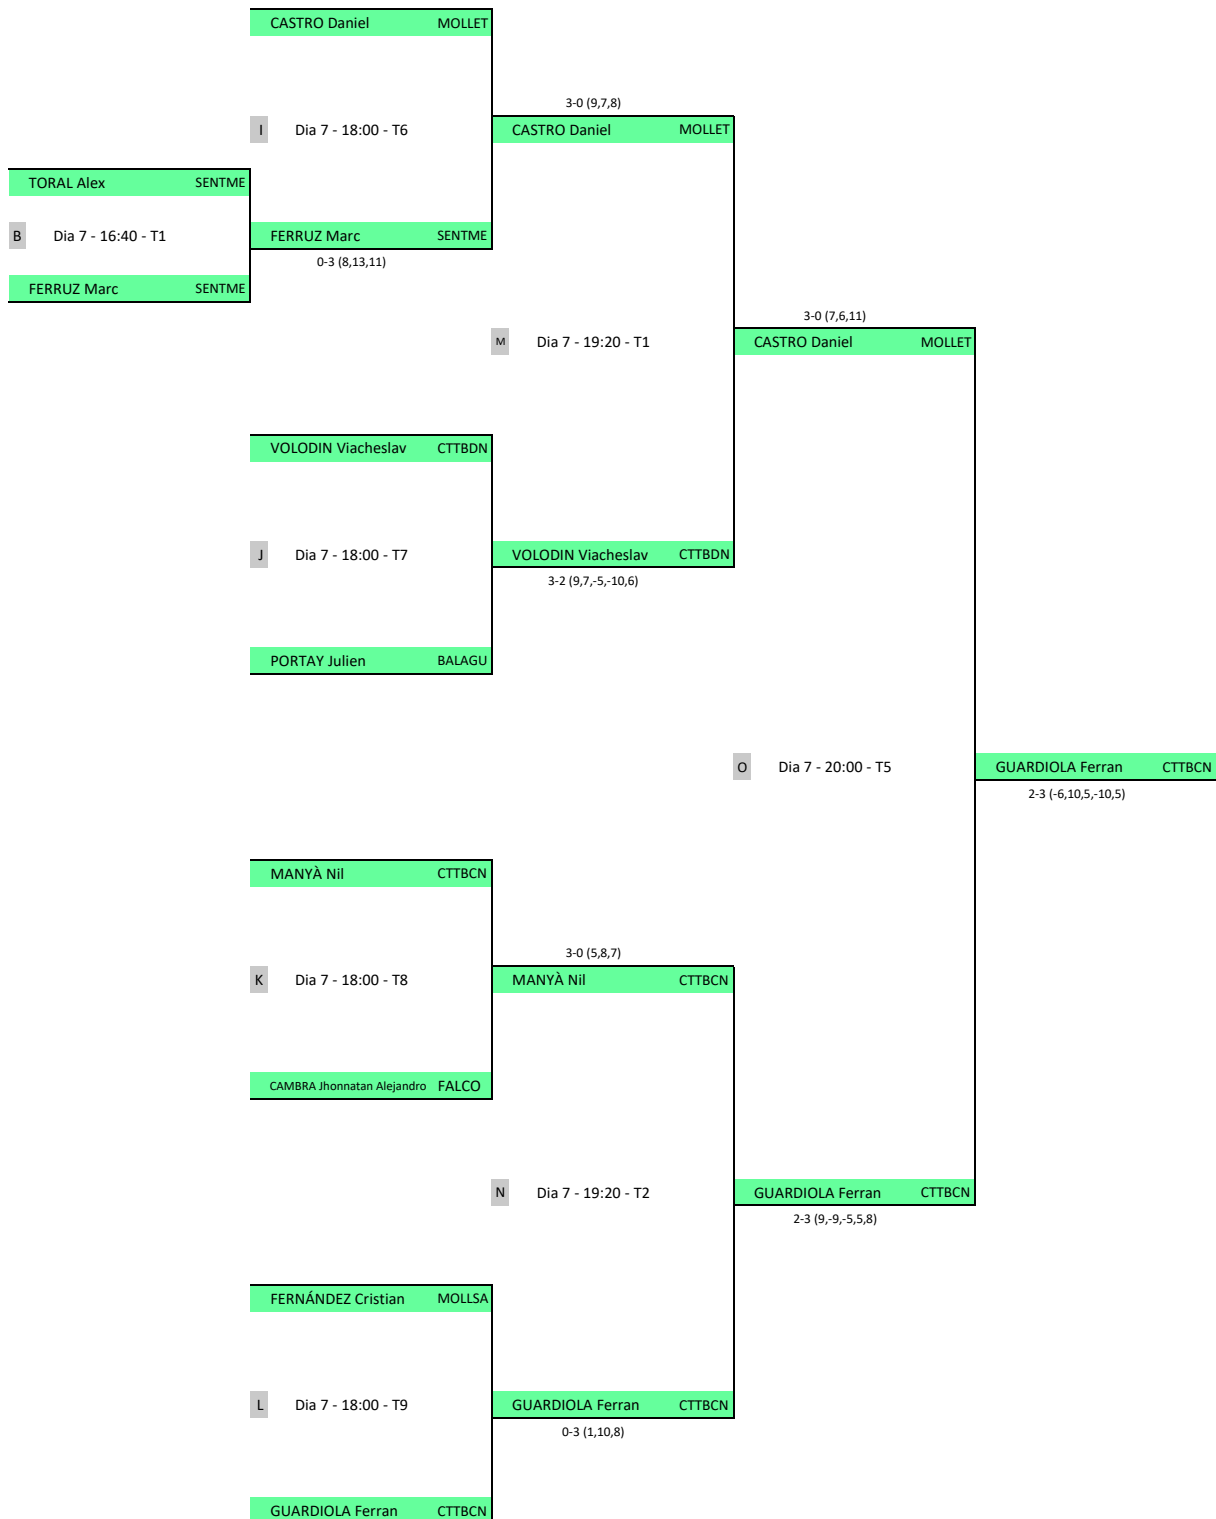 CASTRO Daniel MOLLET
3-0 (9,7,8)
I Dia 7 - 18:00 - T6 CASTRO Daniel MOLLET
TORAL Alex SENTME
B Dia 7 - 16:40 - T1 FERRUZ Marc SENTME
0-3 (8,13,11)
FERRUZ Marc SENTME
3-0 (7,6,11)
M Dia 7 - 19:20 - T1 CASTRO Daniel MOLLET
VOLODIN Viacheslav CTTBDN
J Dia 7 - 18:00 - T7 VOLODIN Viacheslav CTTBDN
3-2 (9,7,-5,-10,6)
PORTAY Julien BALAGU
O Dia 7 - 20:00 - T5 GUARDIOLA Ferran CTTBCN
2-3 (-6,10,5,-10,5)
MANYÀ Nil CTTBCN
3-0 (5,8,7)
K Dia 7 - 18:00 - T8 MANYÀ Nil CTTBCN
CAMBRA Jhonnatan Alejandro FALCO
N Dia 7 - 19:20 - T2 GUARDIOLA Ferran CTTBCN
2-3 (9,-9,-5,5,8)
FERNÁNDEZ Cristian MOLLSA
L Dia 7 - 18:00 - T9 GUARDIOLA Ferran CTTBCN
0-3 (1,10,8)
GUARDIOLA Ferran CTTBCN